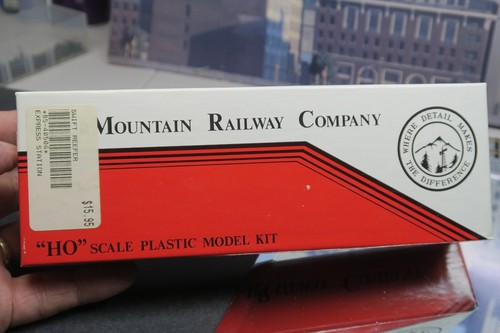 Mountain Railway Company
WHERE DETAIL MAKES
THE DIFFERENCE
SWIFT REEFER
EXPRESS STATION
$15.95
"HO" SCALE PLASTIC MODEL KIT